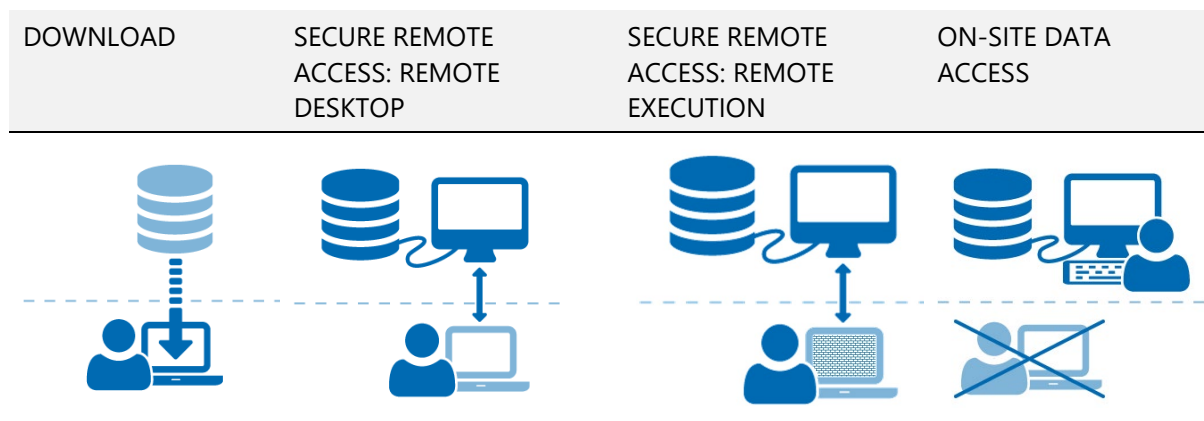 DOWNLOAD
SECURE REMOTE
ACCESS: REMOTE
DESKTOP
SECURE REMOTE
ACCESS: REMOTE
EXECUTION
ON-SITE DATA
ACCESS